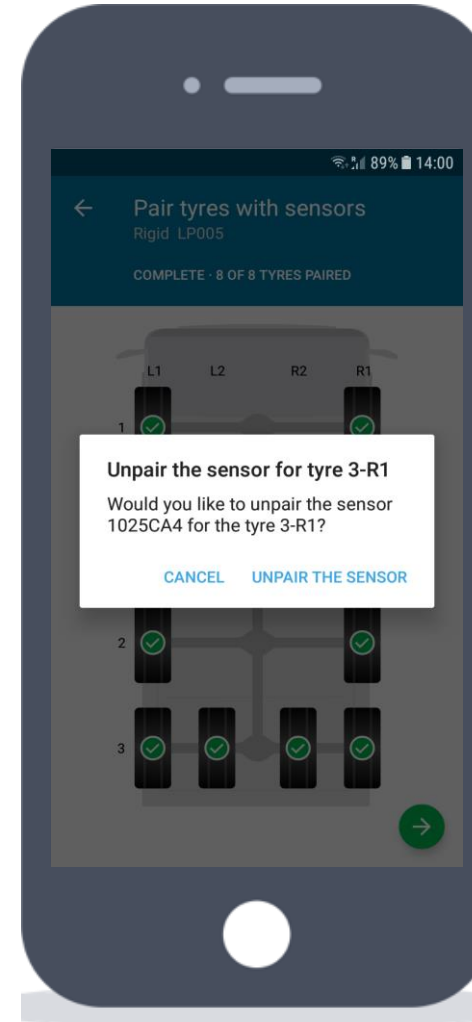 89% 14:00
Pair tyres with sensors
Rigid LP005
COMPLETE · 8 OF 8 TYRES PAIRED
L1 L2 R2 R1
1
Unpair the sensor for tyre 3-R1
Would you like to unpair the sensor
1025CA4 for the tyre 3-R1?
CANCEL UNPAIR THE SENSOR
2
3